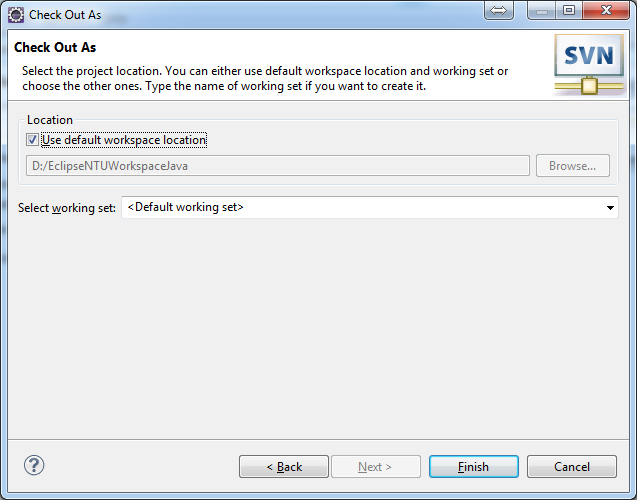 Check Out As
Check Out As
Select the project location. You can either use default workspace location and working set or
choose the other ones. Type the name of working set if you want to create it.
SVN
Location
Use default workspace location
D:/EclipseNTUWorkspaceJava
Browse...
Select working set:
<Default working set>
?
< Back
Next >
Finish
Cancel